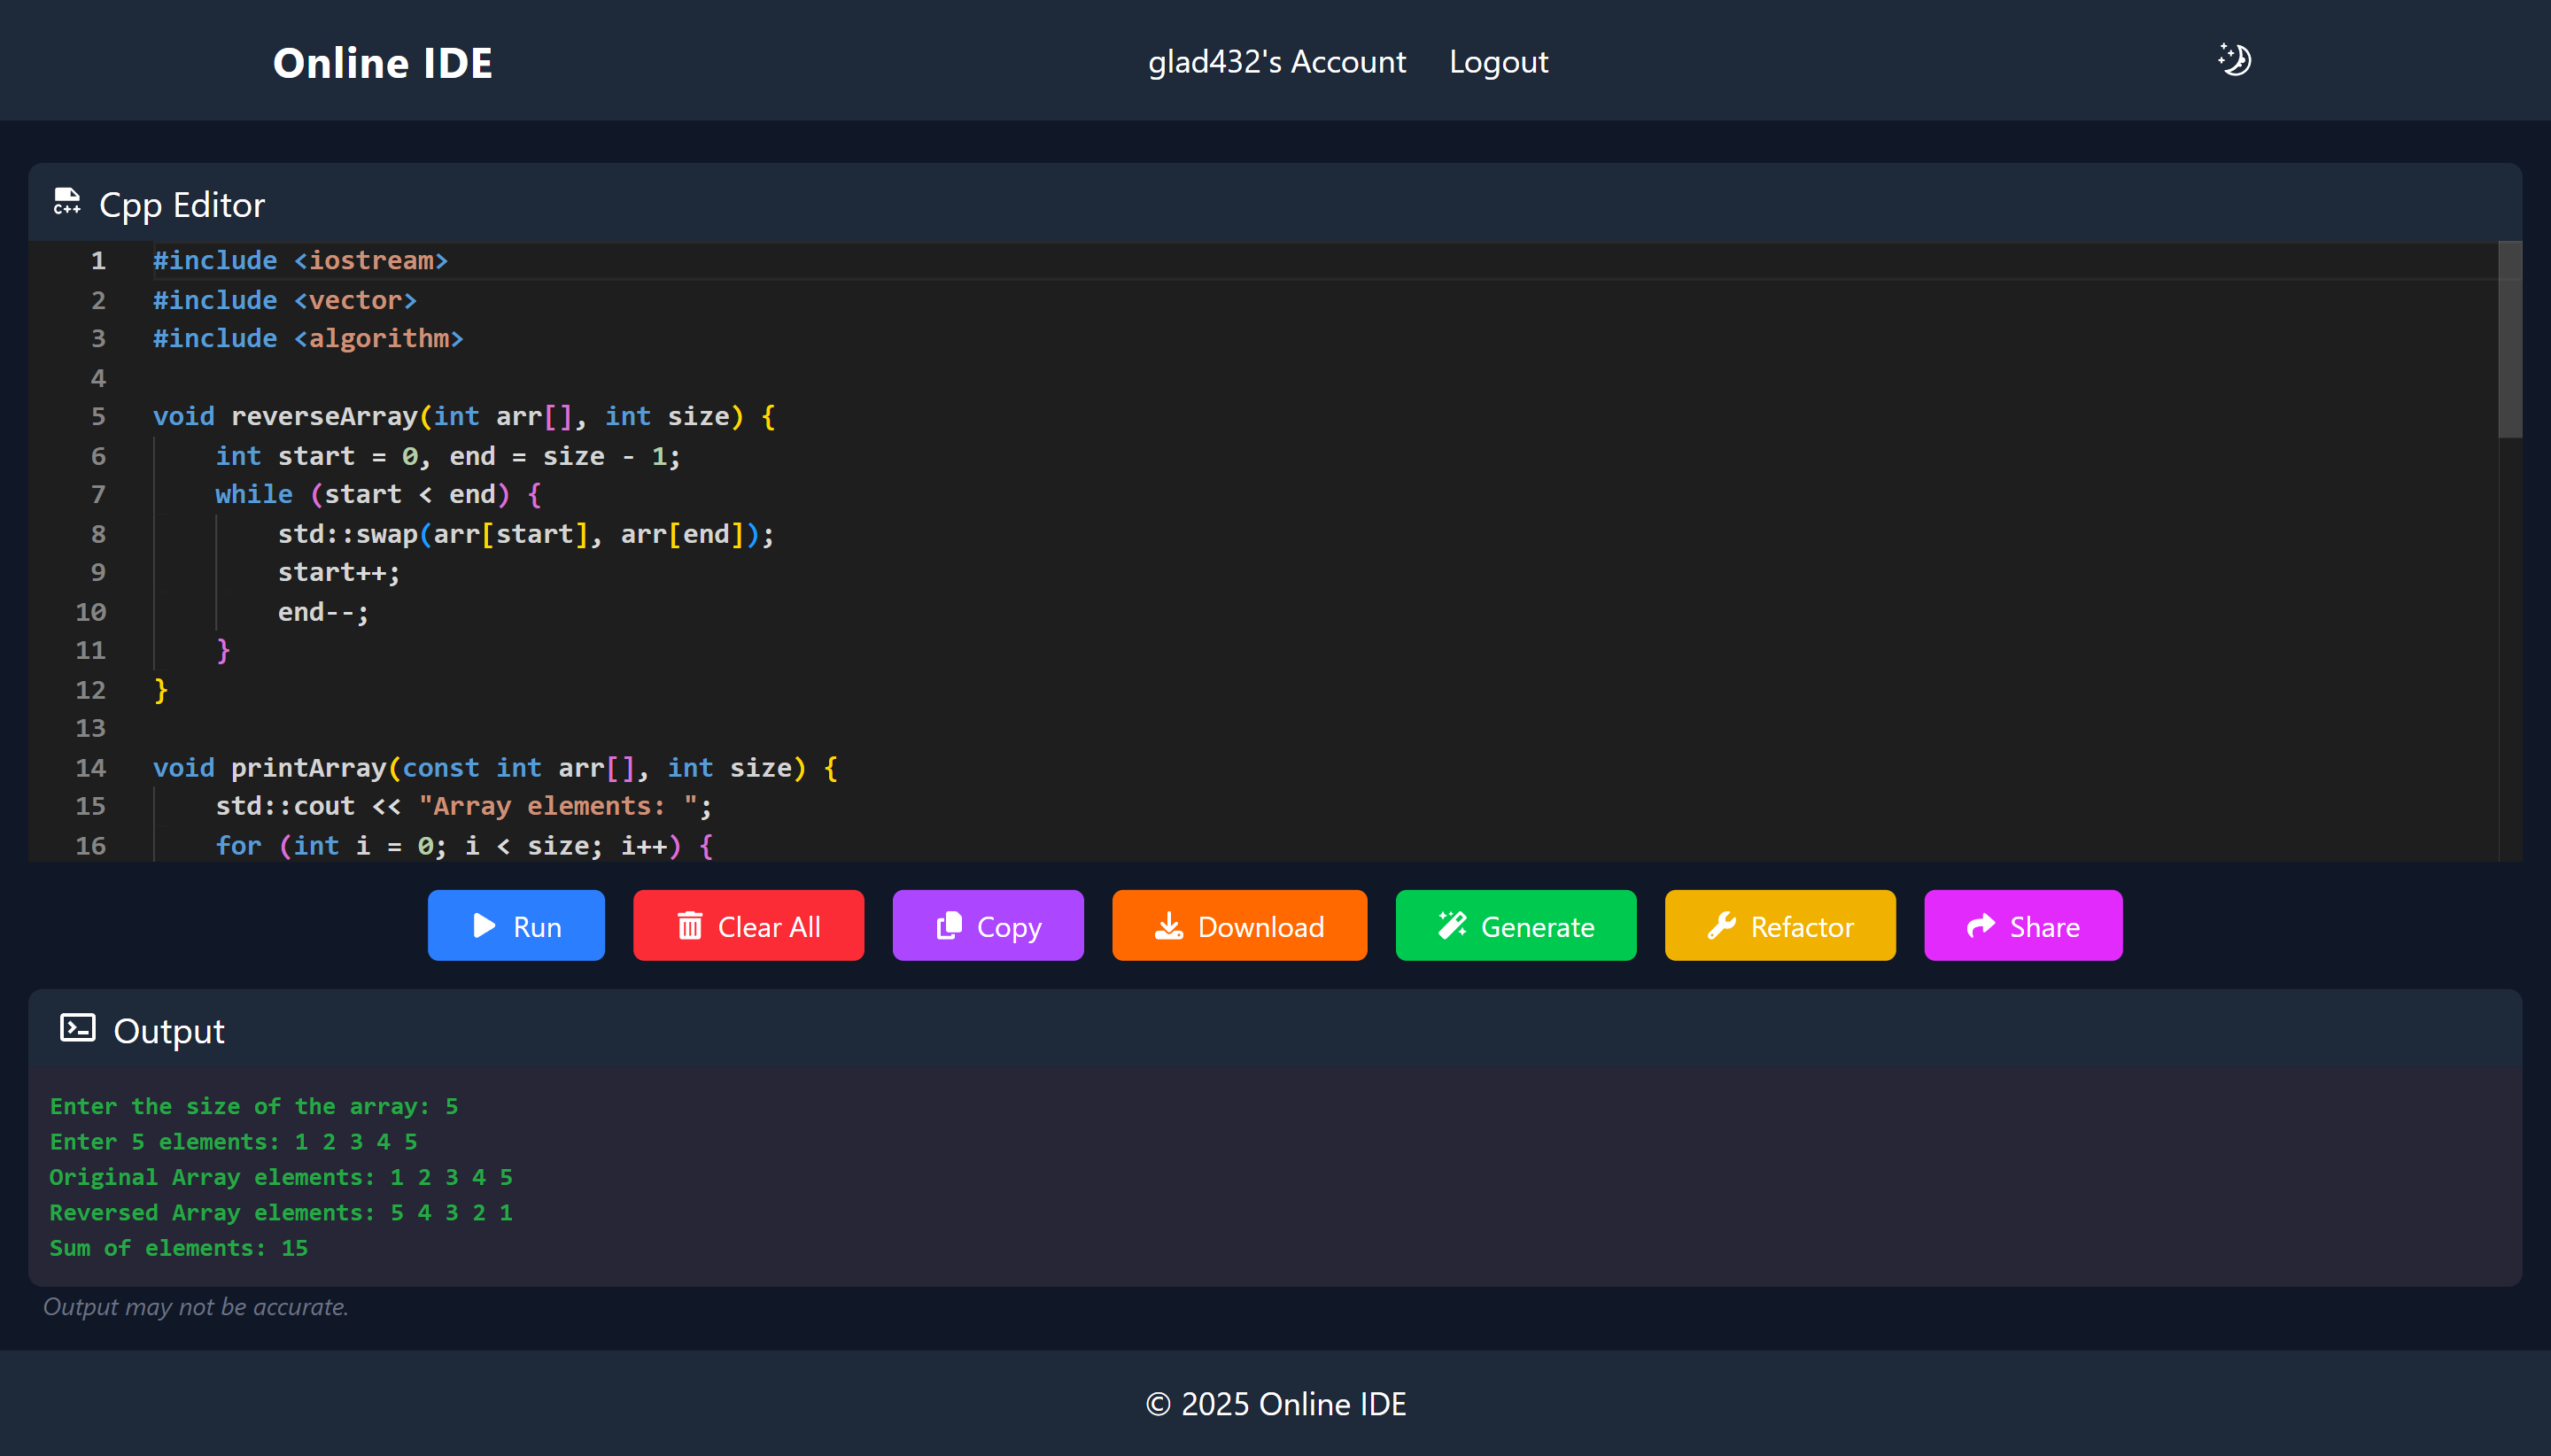 Online IDE
glad432's Account
Logout
C++ Cpp Editor
1 #include <iostream>
2 #include <vector>
3 #include <algorithm>
4
5 void reverseArray(int arr[], int size) {
6     int start = 0, end = size - 1;
7     while (start < end) {
8         std::swap(arr[start], arr[end]);
9         start++;
10         end--;
11     }
12 }
13
14 void printArray(const int arr[], int size) {
15     std::cout << "Array elements: ";
16     for (int i = 0; i < size; i++) {
Run
Clear All
Copy
Download
Generate
Refactor
Share
Output
Enter the size of the array: 5
Enter 5 elements: 1 2 3 4 5
Original Array elements: 1 2 3 4 5
Reversed Array elements: 5 4 3 2 1
Sum of elements: 15
Output may not be accurate.
© 2025 Online IDE